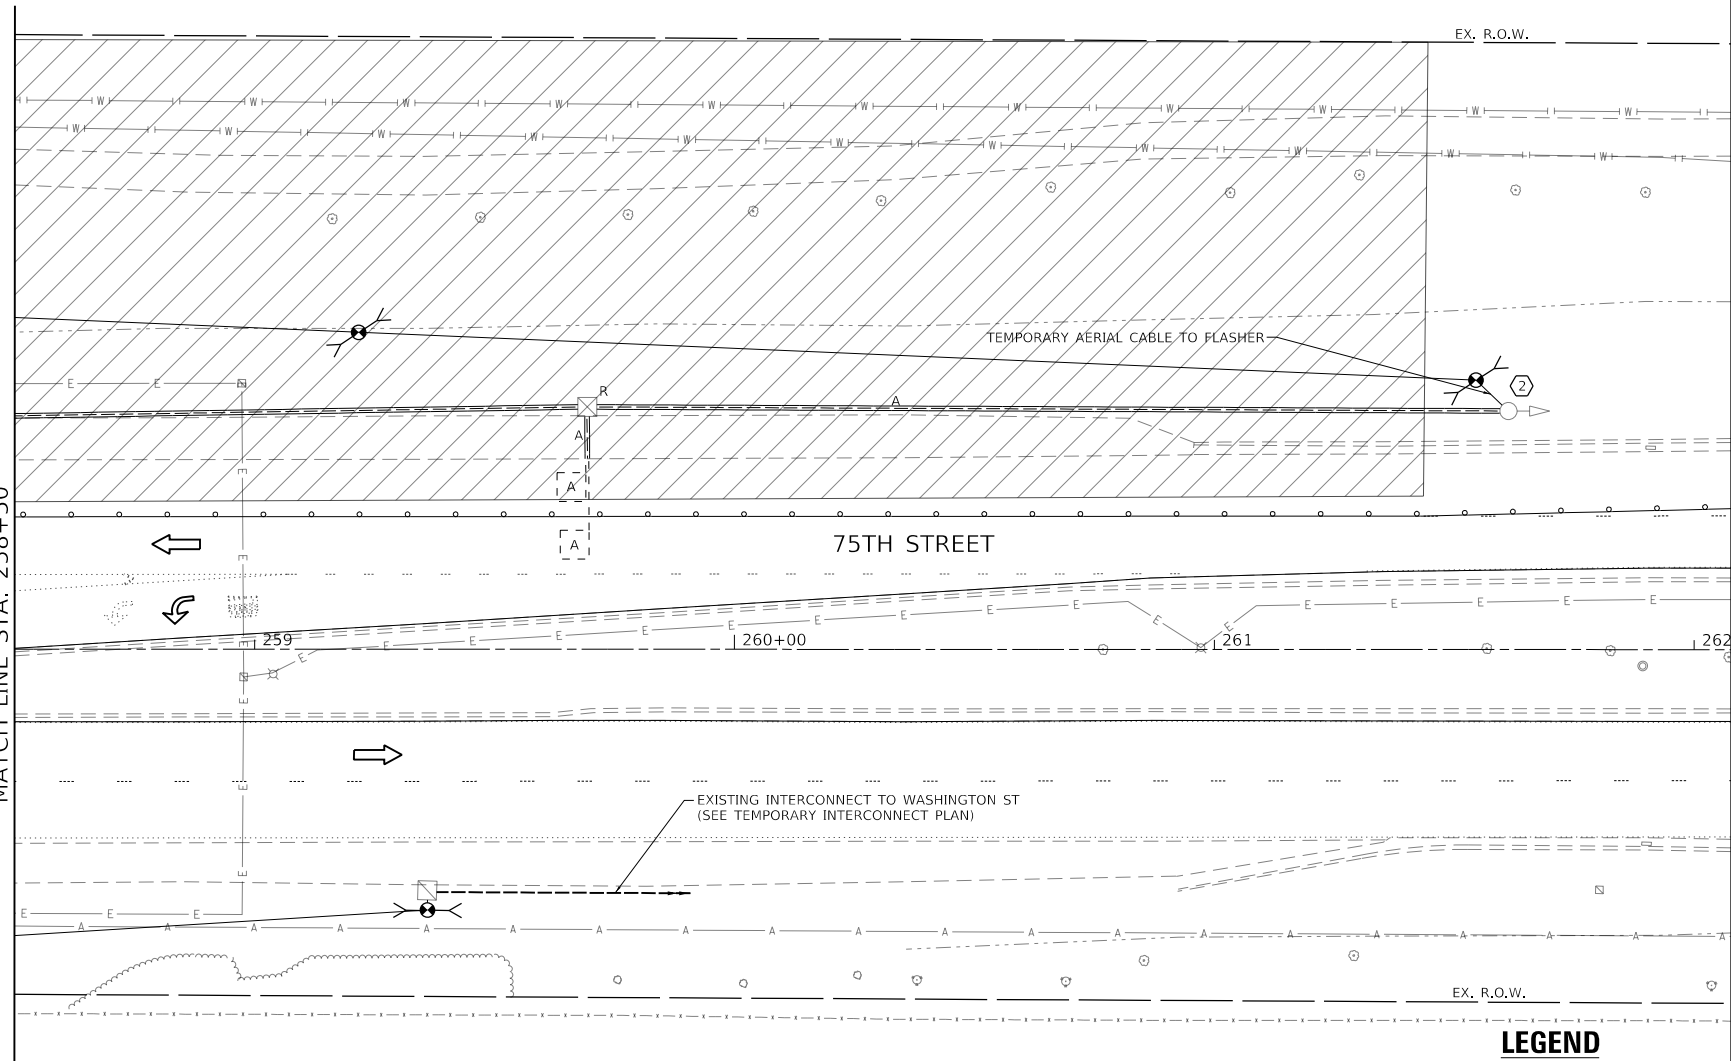 EX. R.O.W.
W W W W W W W W W W W
W W W W W W W W W W W
TEMPORARY AERIAL CABLE TO FLASHER
E E
R
A
2
A
A
E
A
75TH STREET
E
E E E E E E E E E E E E E E E
259
260+00
261
262
E
E
EXISTING INTERCONNECT TO WASHINGTON ST
(SEE TEMPORARY INTERCONNECT PLAN)
E
E E E
A A A A A A A A A A A A A A A A A A A A
EX. R.O.W.
LEGEND